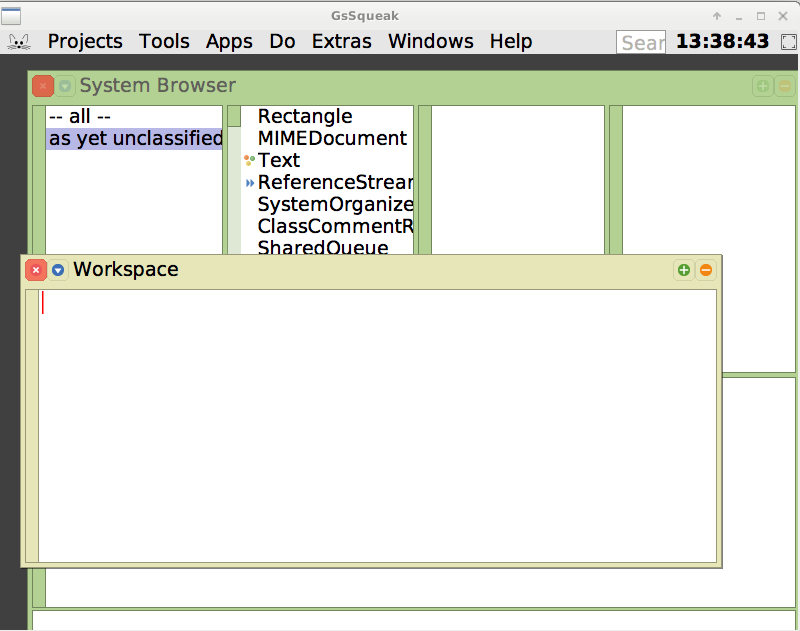 GsSqueak
Projects Tools Apps Do Extras Windows Help Sear 13:38:43
System Browser
-- all --
as yet unclassified
Rectangle
MIMEDocument
Text
ReferenceStrear
SystemOrganize
ClassCommentR
SharedQueue
Workspace